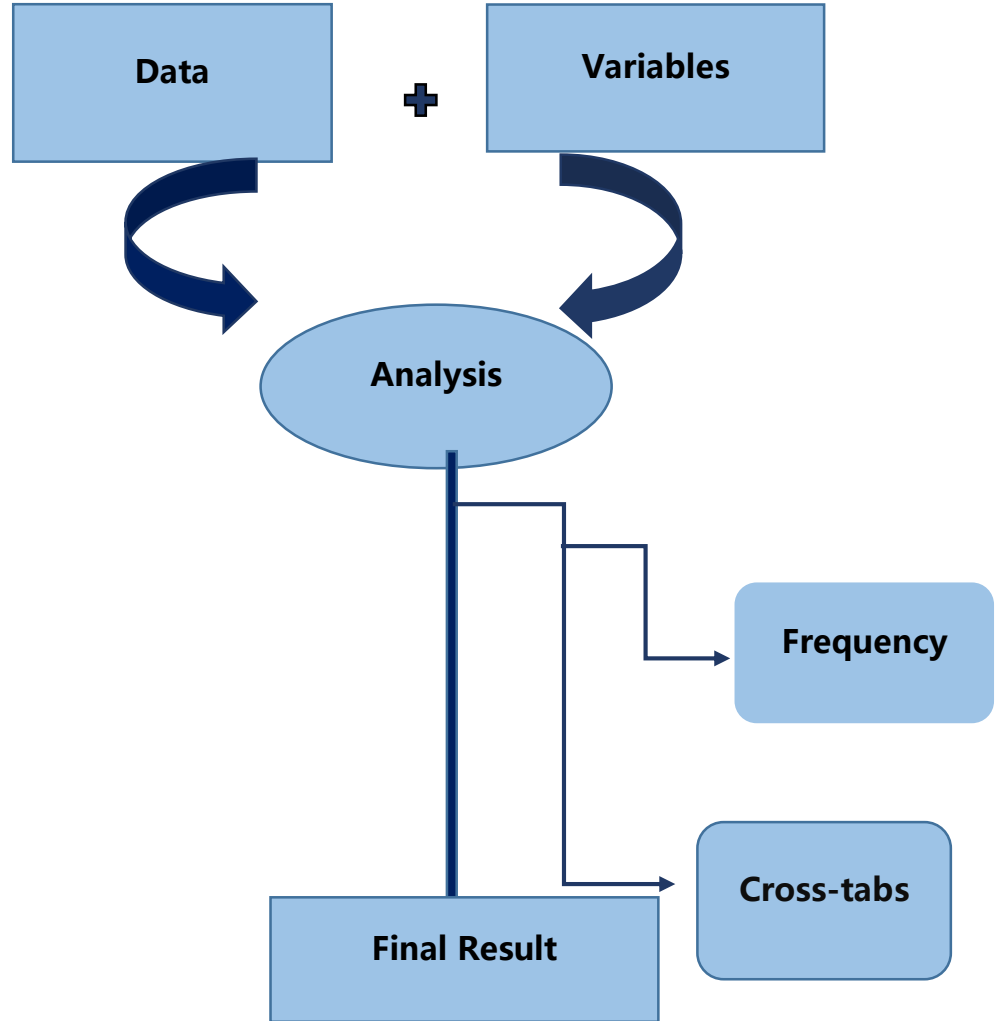 Data
Variables
Analysis
Frequency
Cross-tabs
Final Result